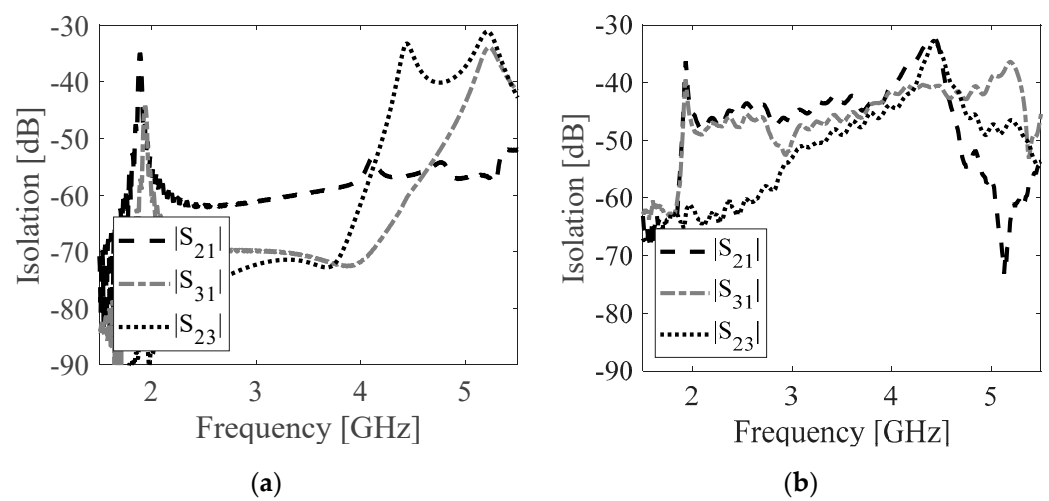 -30
-40
-50
-60
-70
-80
-90
Isolation [dB]
|S21|
|S31|
|S23|
2 3 4 5
Frequency [GHz]
(a)
-30
-40
-50
-60
-70
-80
-90
Isolation [dB]
|S21|
|S31|
|S23|
2 3 4 5
Frequency [GHz]
(b)